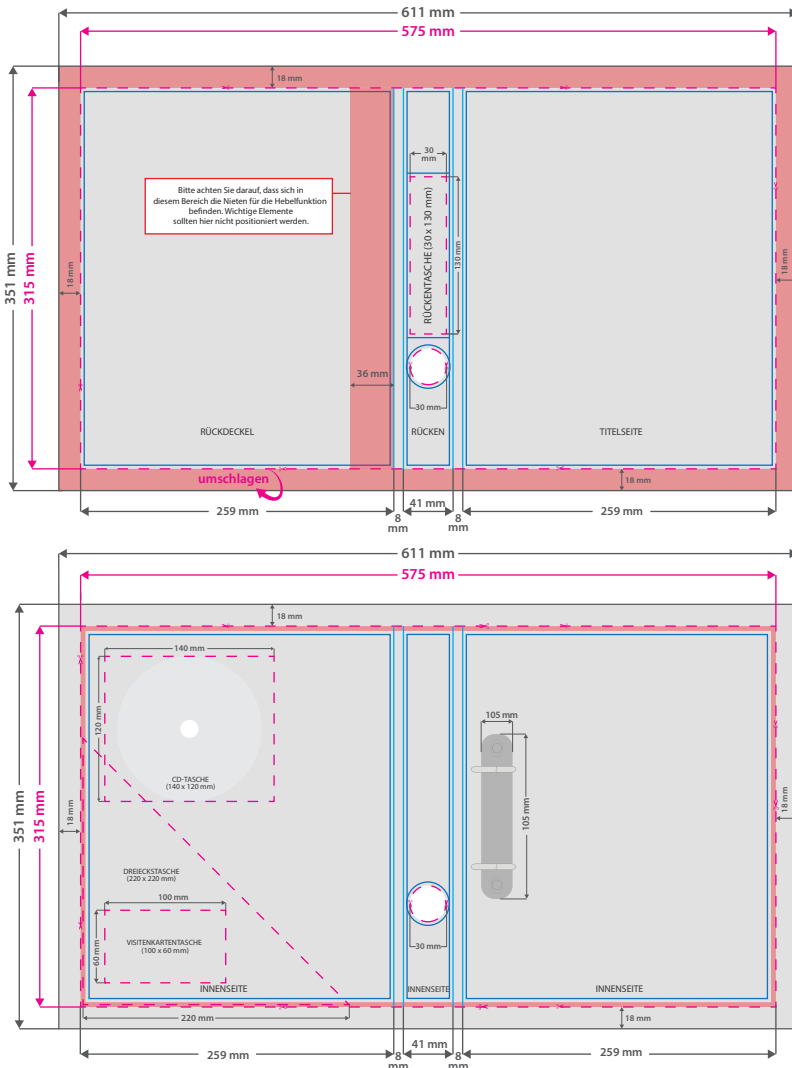 611 mm
575 mm
18 mm
30
mm
Bitte achten Sie darauf, dass sich in
diesem Bereich die Nieten für die Hebelfunktion
befinden. Wichtige Elemente
sollten hier nicht positioniert werden.
RÜCKENTASCHE (30 x 130 mm)
130 mm
351 mm
315 mm
18 mm
18 mm
36 mm
30 mm
RÜCKDECKEL
RÜCKEN
TITELSEITE
umschlagen
18 mm
259 mm
8
mm
41 mm
8
mm
259 mm
611 mm
575 mm
18 mm
140 mm
120 mm
105 mm
CD-TASCHE
(140 x 120 mm)
351 mm
315 mm
18 mm
18 mm
105 mm
DREIECKSTASCHE
(220 x 220 mm)
100 mm
60 mm
VISITENKARTENTASCHE
(100 x 60 mm)
30 mm
INNENSEITE
INNENSEITE
INNENSEITE
220 mm
18 mm
259 mm
8
mm
41 mm
8
mm
259 mm